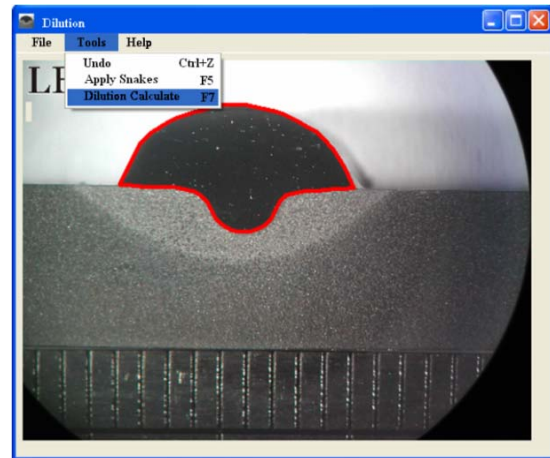 Dilution
File Tools Help
Undo Ctrl+Z
Apply Snakes F5
Dilution Calculate F7